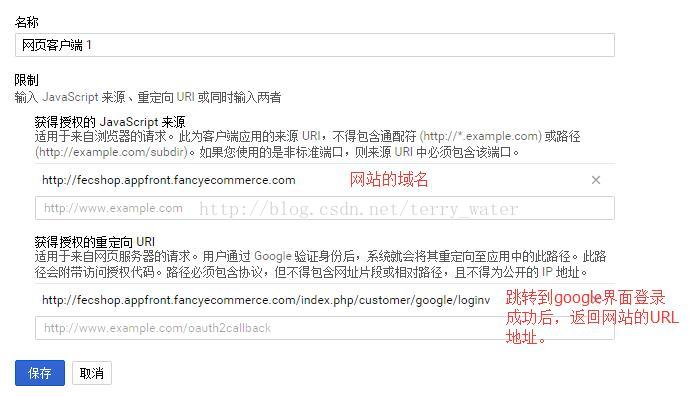 名称
网页客户端 1
限制
输入 JavaScript 来源、重定向 URI 或同时输入两者
获得授权的 JavaScript 来源
适用于来自浏览器的请求。此为客户端应用的来源 URI，不得包含通配符 (http://*.example.com) 或路径
(http://example.com/subdir)。如果您使用的是非标准端口，则来源 URI 中必须包含该端口。
http://fecshop.appfront.fancyecommerce.com 网站的域名 ×
http://www.example.com http://blog.csdn.net/terry_water
获得授权的重定向 URI
适用于来自网页服务器的请求。用户通过 Google 验证身份后，系统就会将其重定向至应用中的此路径。此路
径会附带访问授权代码。路径必须包含协议，但不得包含网址片段或相对路径，且不得为公开的 IP 地址。
http://fecshop.appfront.fancyecommerce.com/index.php/customer/google/loginv
跳转到google界面登录
成功后，返回网站的URL
地址。
http://www.example.com/oauth2callback
保存 取消